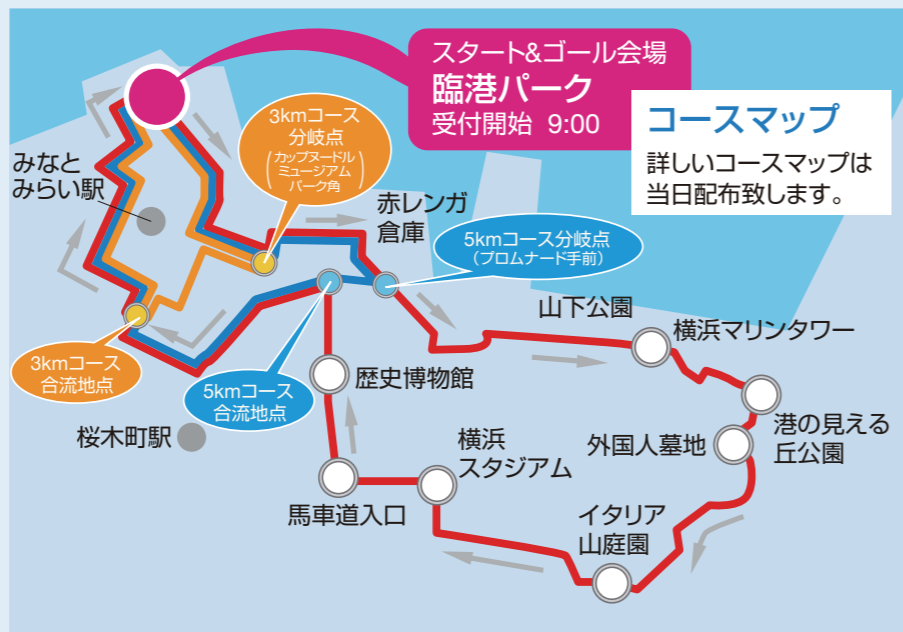 スタート&ゴール会場
臨港パーク
受付開始 9:00
コースマップ
詳しいコースマップは
当日配布致します。
3kmコース
分岐点
(カップヌードル
ミュージアム
パーク角)
みなと
みらい駅
赤レンガ
倉庫
5kmコース分岐点
(プロムナード手前)
山下公園
横浜マリンタワー
3kmコース
合流地点
5kmコース
合流地点
歴史博物館
桜木町駅
港の見える
丘公園
外国人墓地
横浜
スタジアム
馬車道入口
イタリア
山庭園